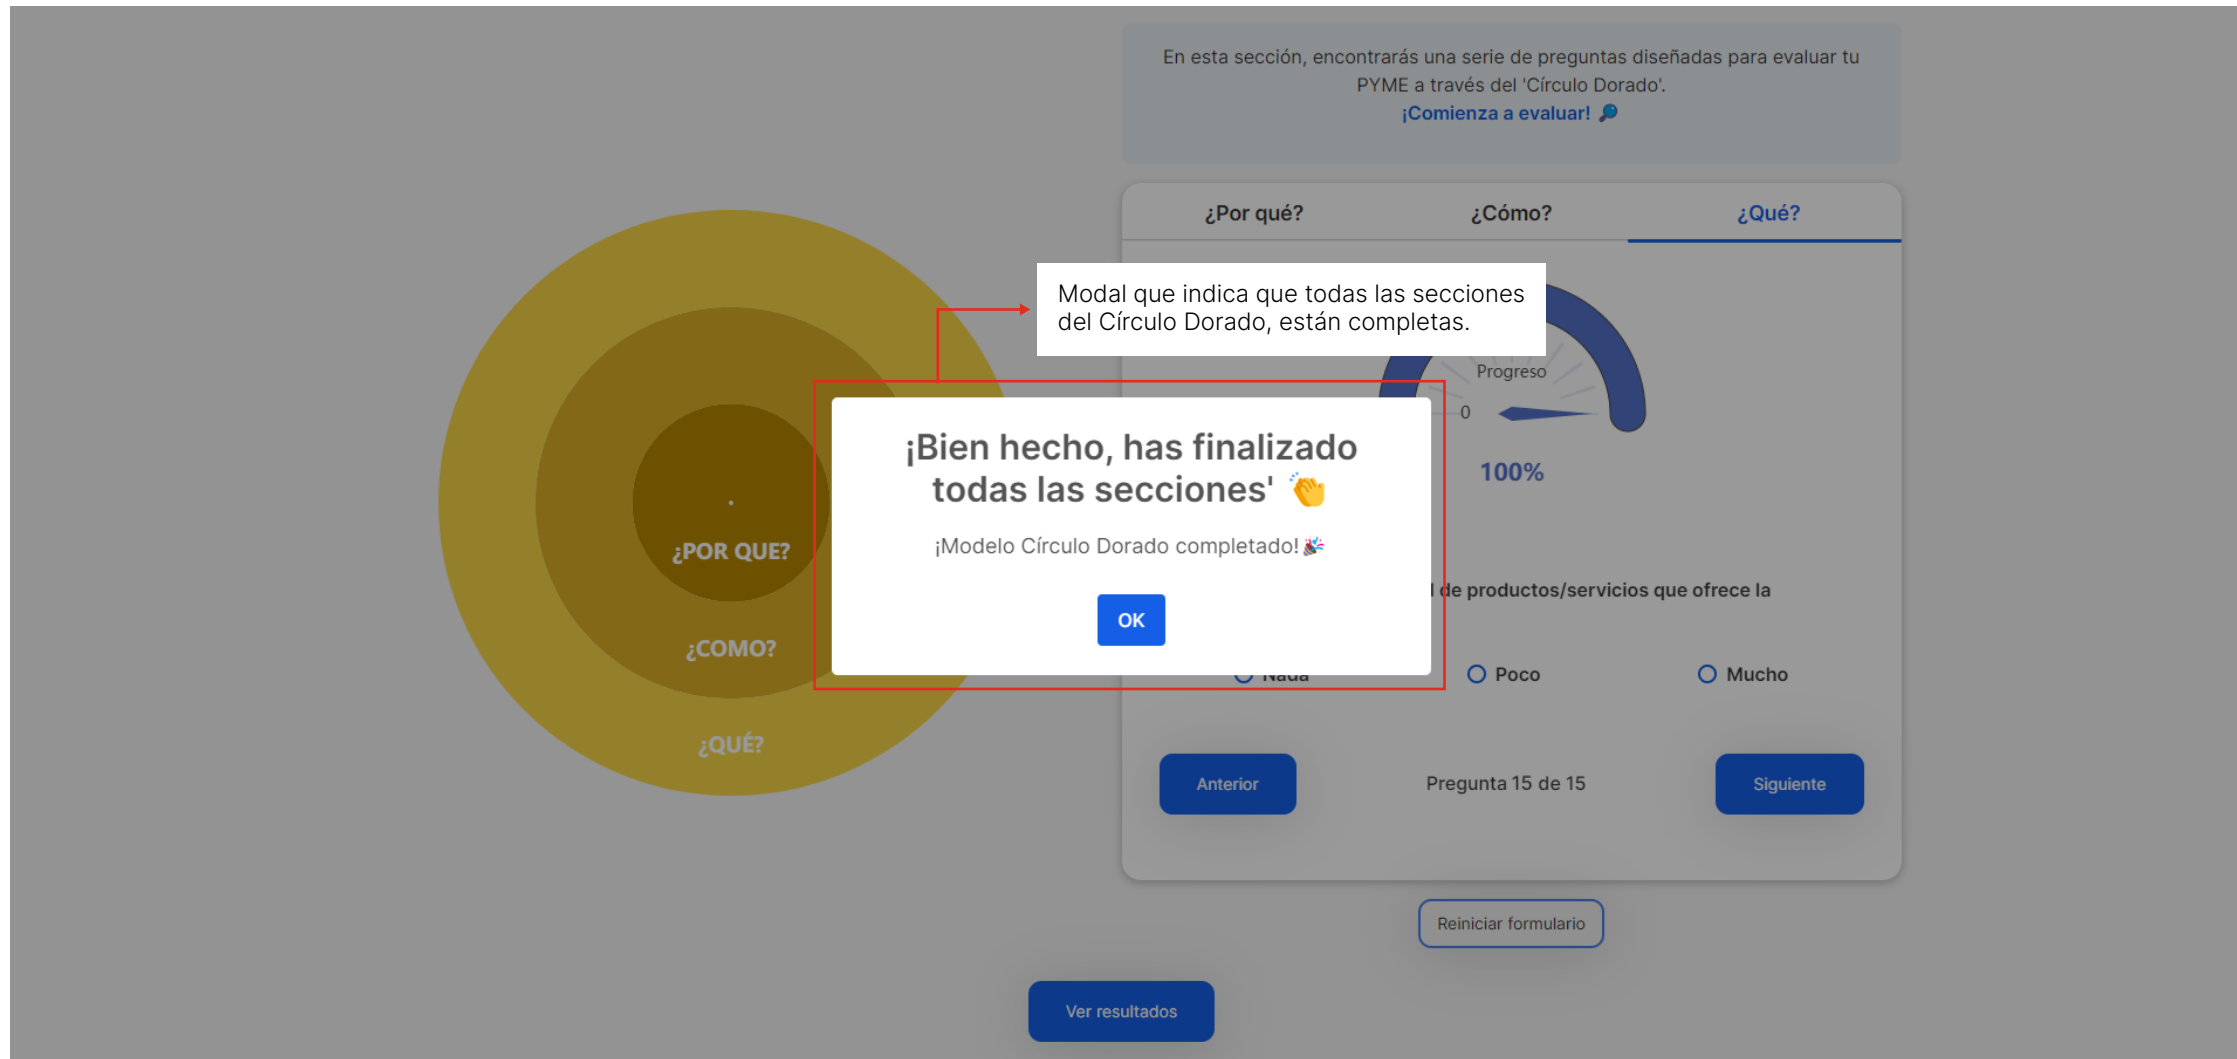 En esta sección, encontrarás una serie de preguntas diseñadas para evaluar tu
PYME a través del 'Círculo Dorado'.
¡Comienza a evaluar! 🔎
¿Por qué?
¿Cómo?
¿Qué?
Modal que indica que todas las secciones
del Círculo Dorado, están completas.
Progreso
0
100%
¡Bien hecho, has finalizado
todas las secciones' 👏
¡Modelo Círculo Dorado completado!🎉
OK
¿POR QUE?
¿COMO?
¿QUÉ?
de productos/servicios que ofrece la
Nada
Poco
Mucho
Anterior
Pregunta 15 de 15
Siguiente
Reiniciar formulario
Ver resultados